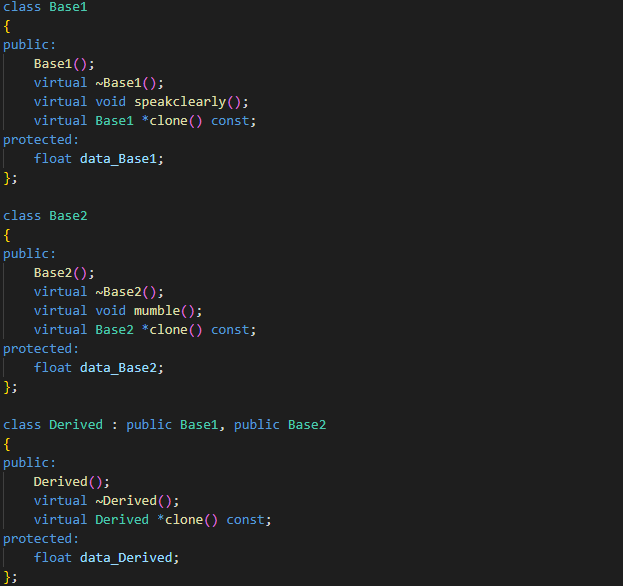 class Base1
{
public:
    Base1();
    virtual ~Base1();
    virtual void speakclearly();
    virtual Base1 *clone() const;
protected:
    float data_Base1;
};

class Base2
{
public:
    Base2();
    virtual ~Base2();
    virtual void mumble();
    virtual Base2 *clone() const;
protected:
    float data_Base2;
};

class Derived : public Base1, public Base2
{
public:
    Derived();
    virtual ~Derived();
    virtual Derived *clone() const;
protected:
    float data_Derived;
};